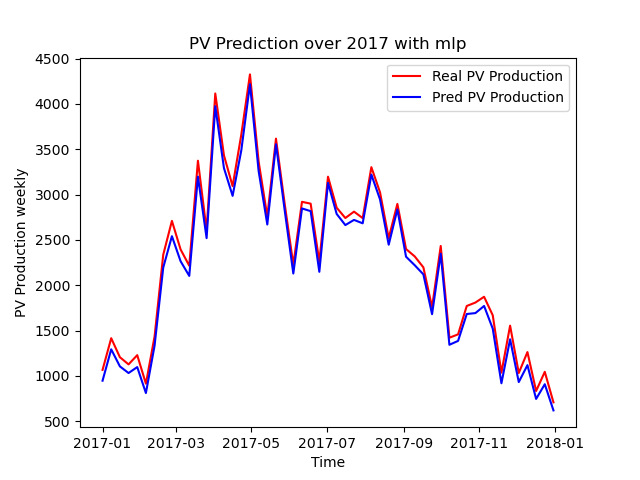 PV Prediction over 2017 with mlp
Real PV Production
Pred PV Production
PV Production weekly
4500
4000
3500
3000
2500
2000
1500
1000
500
2017-01 2017-03 2017-05 2017-07 2017-09 2017-11 2018-01
Time